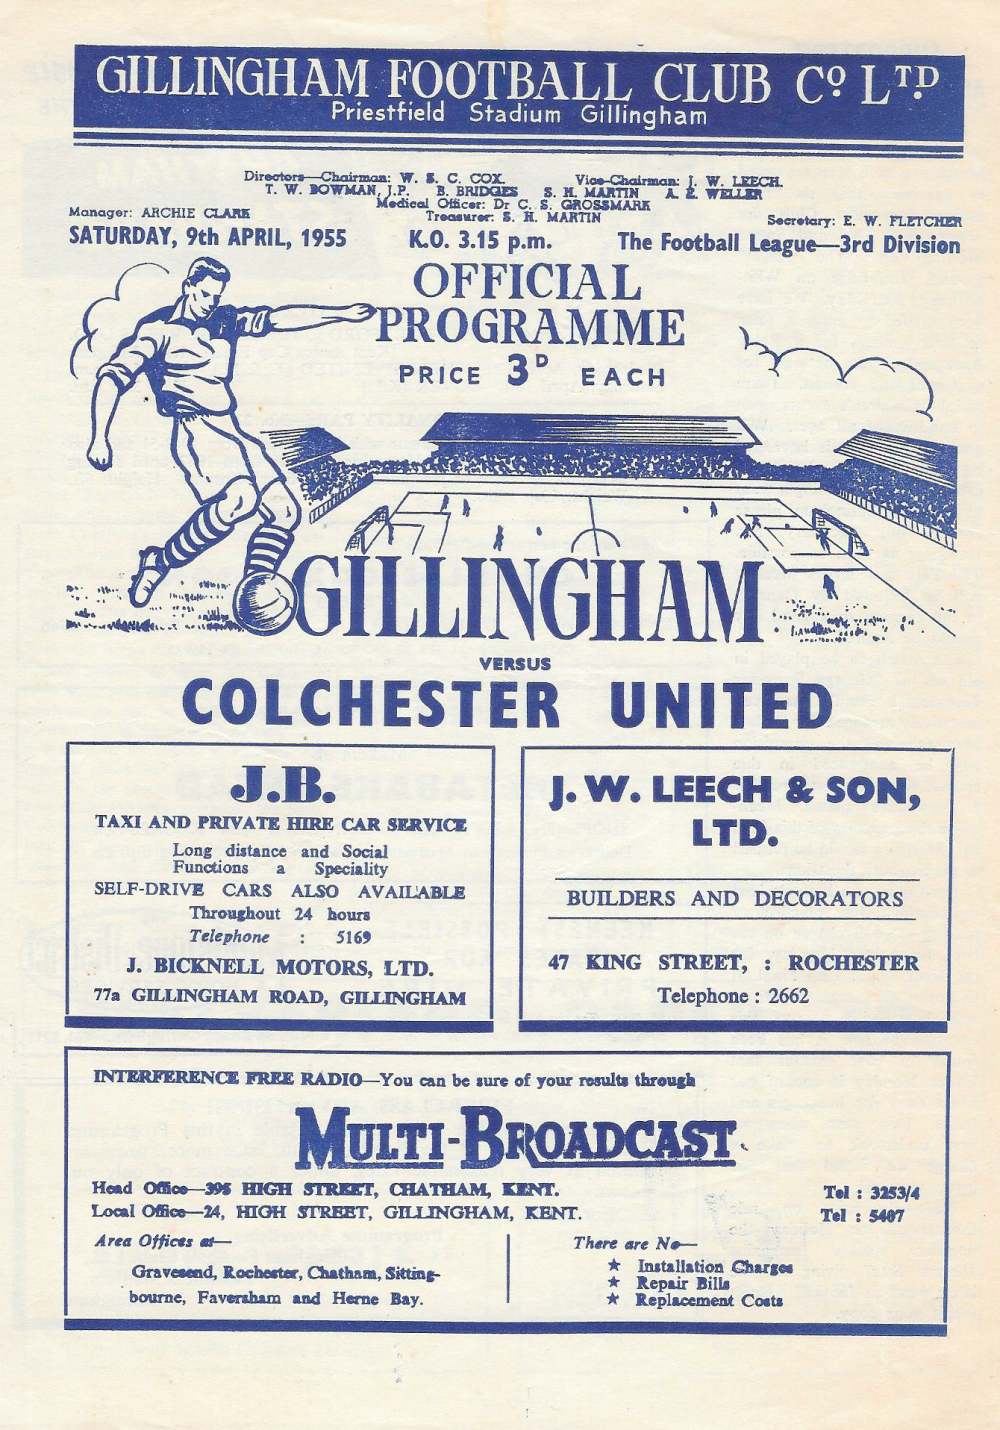 GILLINGHAM FOOTBALL CLUB Cº LTD
Priestfield Stadium Gillingham
Directors—Chairman: W. S. C. COX. Vice-Chairman: J. W. LEECH.
T. W. BOWMAN, J.P. B. BRIDGES S. H. MARTIN A. E. WELLER
Medical Officer: Dr C. S. GROSSMARK
Manager: ARCHIE CLARK Treasurer: S. H. MARTIN Secretary: E. W. FLETCHER
SATURDAY, 9th APRIL, 1955 K.O. 3.15 p.m. The Football League—3rd Division
OFFICIAL
PROGRAMME
PRICE 3D EACH
GILLINGHAM
VERSUS
COLCHESTER UNITED
J.B.
TAXI AND PRIVATE HIRE CAR SERVICE
Long distance and Social
Functions a Speciality
SELF-DRIVE CARS ALSO AVAILABLE
Throughout 24 hours
Telephone : 5169
J. BICKNELL MOTORS, LTD.
77a GILLINGHAM ROAD, GILLINGHAM
J. W. LEECH & SON,
LTD.
BUILDERS AND DECORATORS
47 KING STREET, : ROCHESTER
Telephone : 2662
INTERFERENCE FREE RADIO—You can be sure of your results through
MULTI-BROADCAST
Head Office—395 HIGH STREET, CHATHAM, KENT. Tel : 3253/4
Local Office—24, HIGH STREET, GILLINGHAM, KENT. Tel : 5407
Area Offices at—
Gravesend, Rochester, Chatham, Sitting-
bourne, Faversham and Herne Bay.
There are No—
★ Installation Charges
★ Repair Bills
★ Replacement Costs